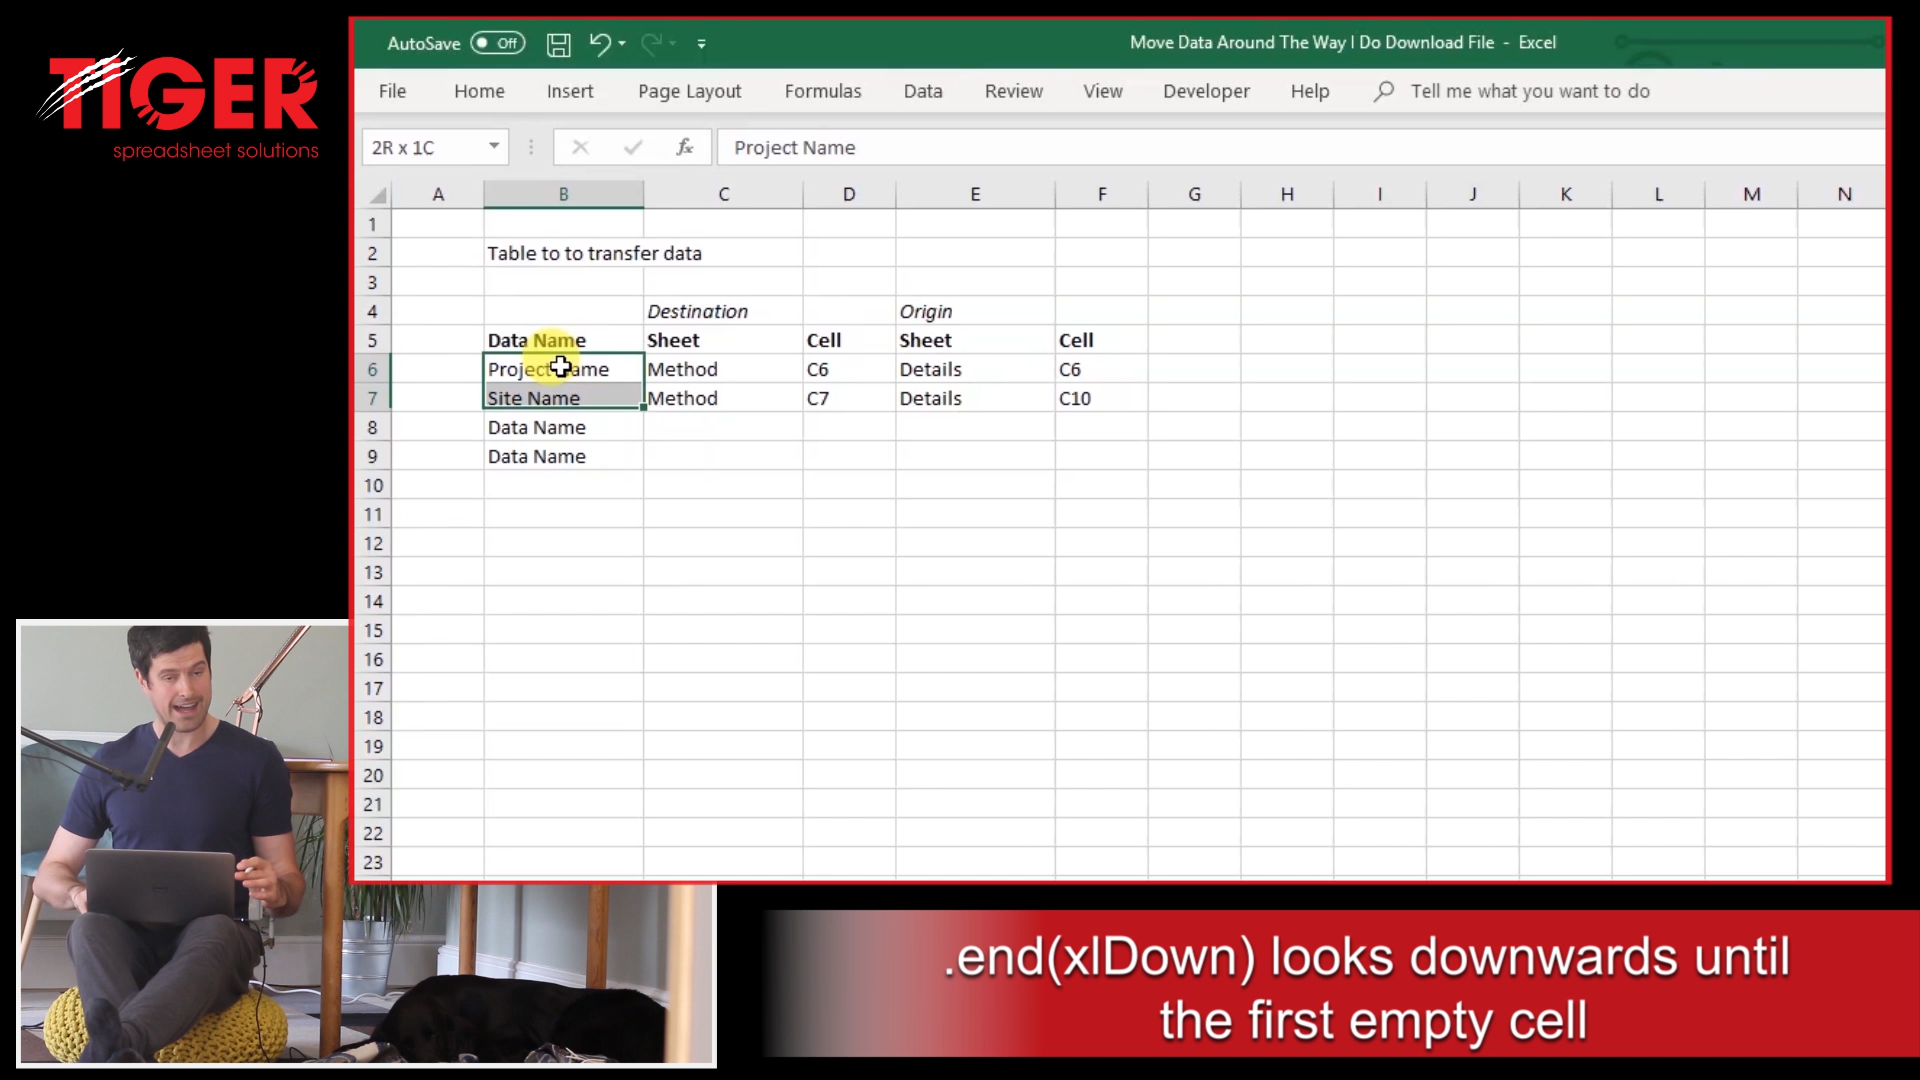 TIGER
spreadsheet solutions
AutoSave Off
Move Data Around The Way I Do Download File - Excel
File Home Insert Page Layout Formulas Data Review View Developer Help Tell me what you want to do
2R x 1C fx Project Name
A B C D E F G H I J K L M N
1
2 Table to to transfer data
3
4 Destination Origin
5 Data Name Sheet Cell Sheet Cell
6 Project Name Method C6 Details C6
7 Site Name Method C7 Details C10
8 Data Name
9 Data Name
10
11
12
13
14
15
16
17
18
19
20
21
22
23
.end(xlDown) looks downwards until
the first empty cell